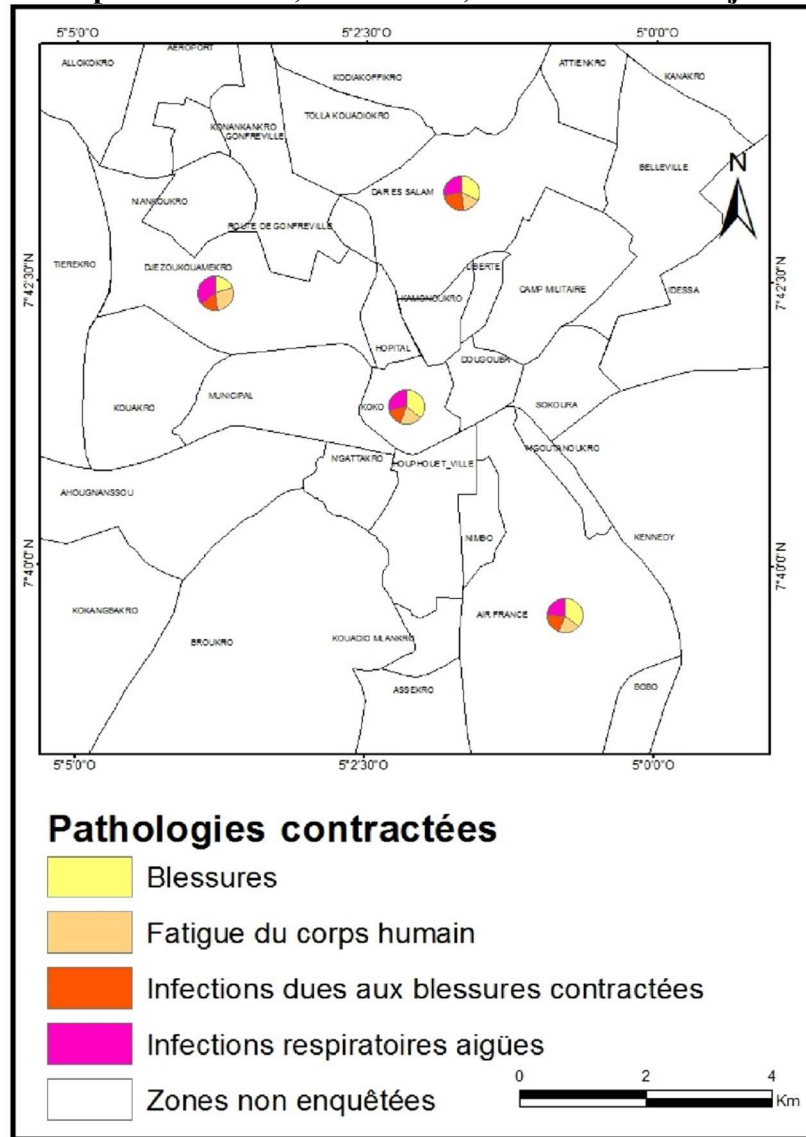 5°5'0"O 5°2'30"O 5°0'0"O
ALLOKOKRO
AEROPORT
KODIAKOFFIKRO
ATTIENKRO
KANAKRO
TOLLA KOUADIOKRO
KONANKANKRO
GONFREVILLE
BELLEVILLE
N
DAR ES SALAM
NIANKOUKRO
ROUTE DE GONFREVILLE
TIEREKRO
DJEZOUKOUAMEKRO
LIBERTE
7°42'30"N
7°42'30"N
CAMP MILITAIRE
IDESSA
KAMONOUKRO
HOPITAL
DOUGOUBA
KOUAKRO
MUNICIPAL
KOKO
SOKOURA
N'GATTAKRO
HOUPHOUET_VILLE
AHOUGNANSSOU
NIMBO
KENNEDY
7°40'0"N
7°40'0"N
KOKANGBAKRO
BROUKRO
KOUADIO MLANKRO
AIR FRANCE
ASSEKRO
BOBO
5°5'0"O 5°2'30"O 5°0'0"O
Pathologies contractées
Blessures
Fatigue du corps humain
Infections dues aux blessures contractées
Infections respiratoires aigües
Zones non enquêtées
0 2 4
Km